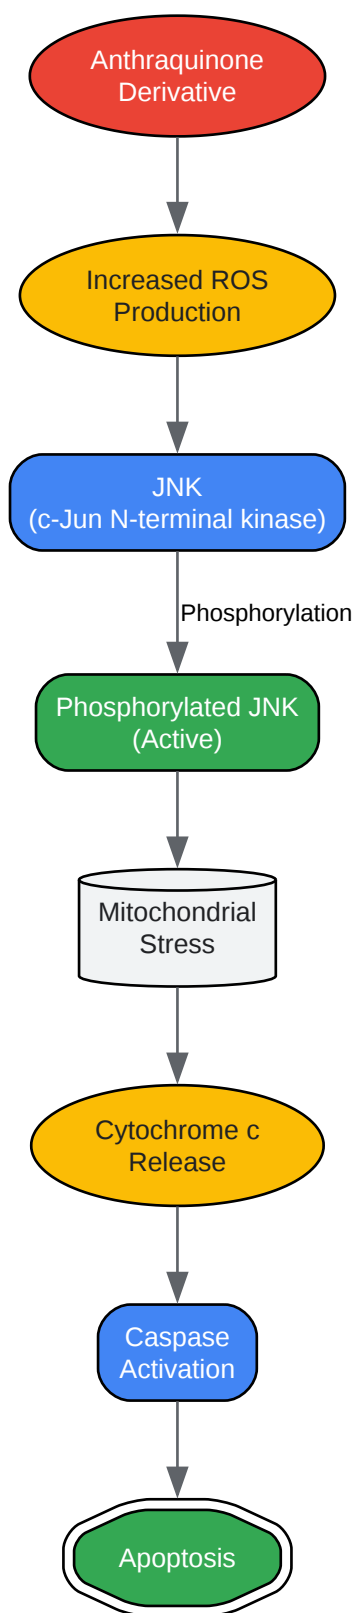 Anthraquinone
Derivative
Increased ROS
Production
JNK
(c-Jun N-terminal kinase)
Phosphorylation
Phosphorylated JNK
(Active)
Mitochondrial
Stress
Cytochrome c
Release
Caspase
Activation
Apoptosis